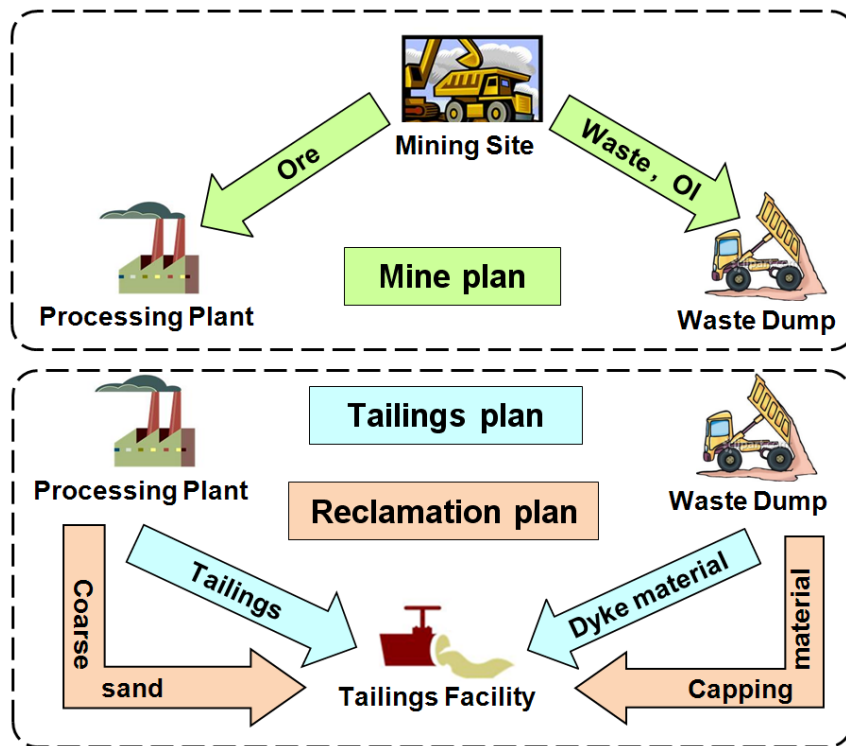 Mining Site
Ore
Waste, OI
Mine plan
Processing Plant
Waste Dump
Tailings plan
Processing Plant
Waste Dump
Reclamation plan
Coarse
sand
Tailings
Dyke material
material
Capping
Tailings Facility